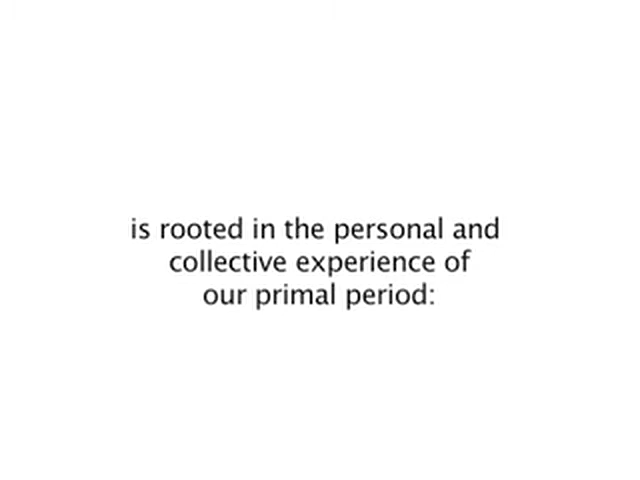 is rooted in the personal and
collective experience of
our primal period: